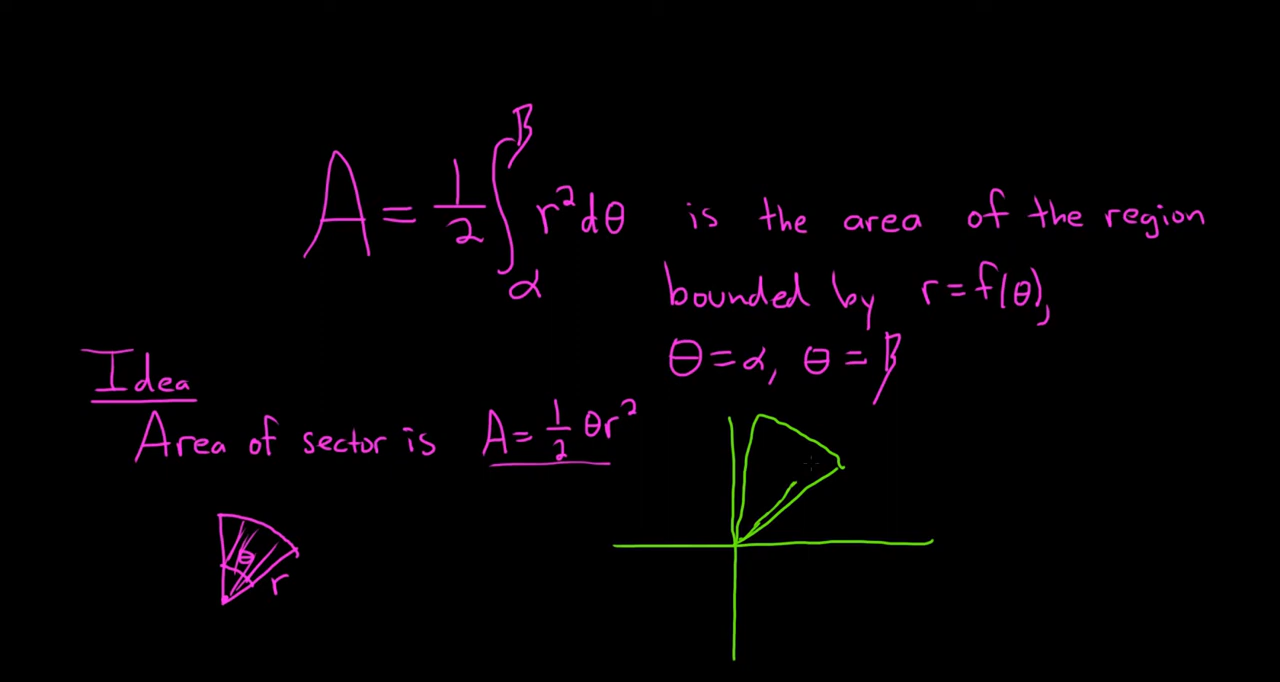 A = 1/2 ∫_α^β r² dθ is the area of the region
bounded by r = f(θ),
θ = α, θ = β
Idea
Area of sector is A = 1/2 θr²
θ
r